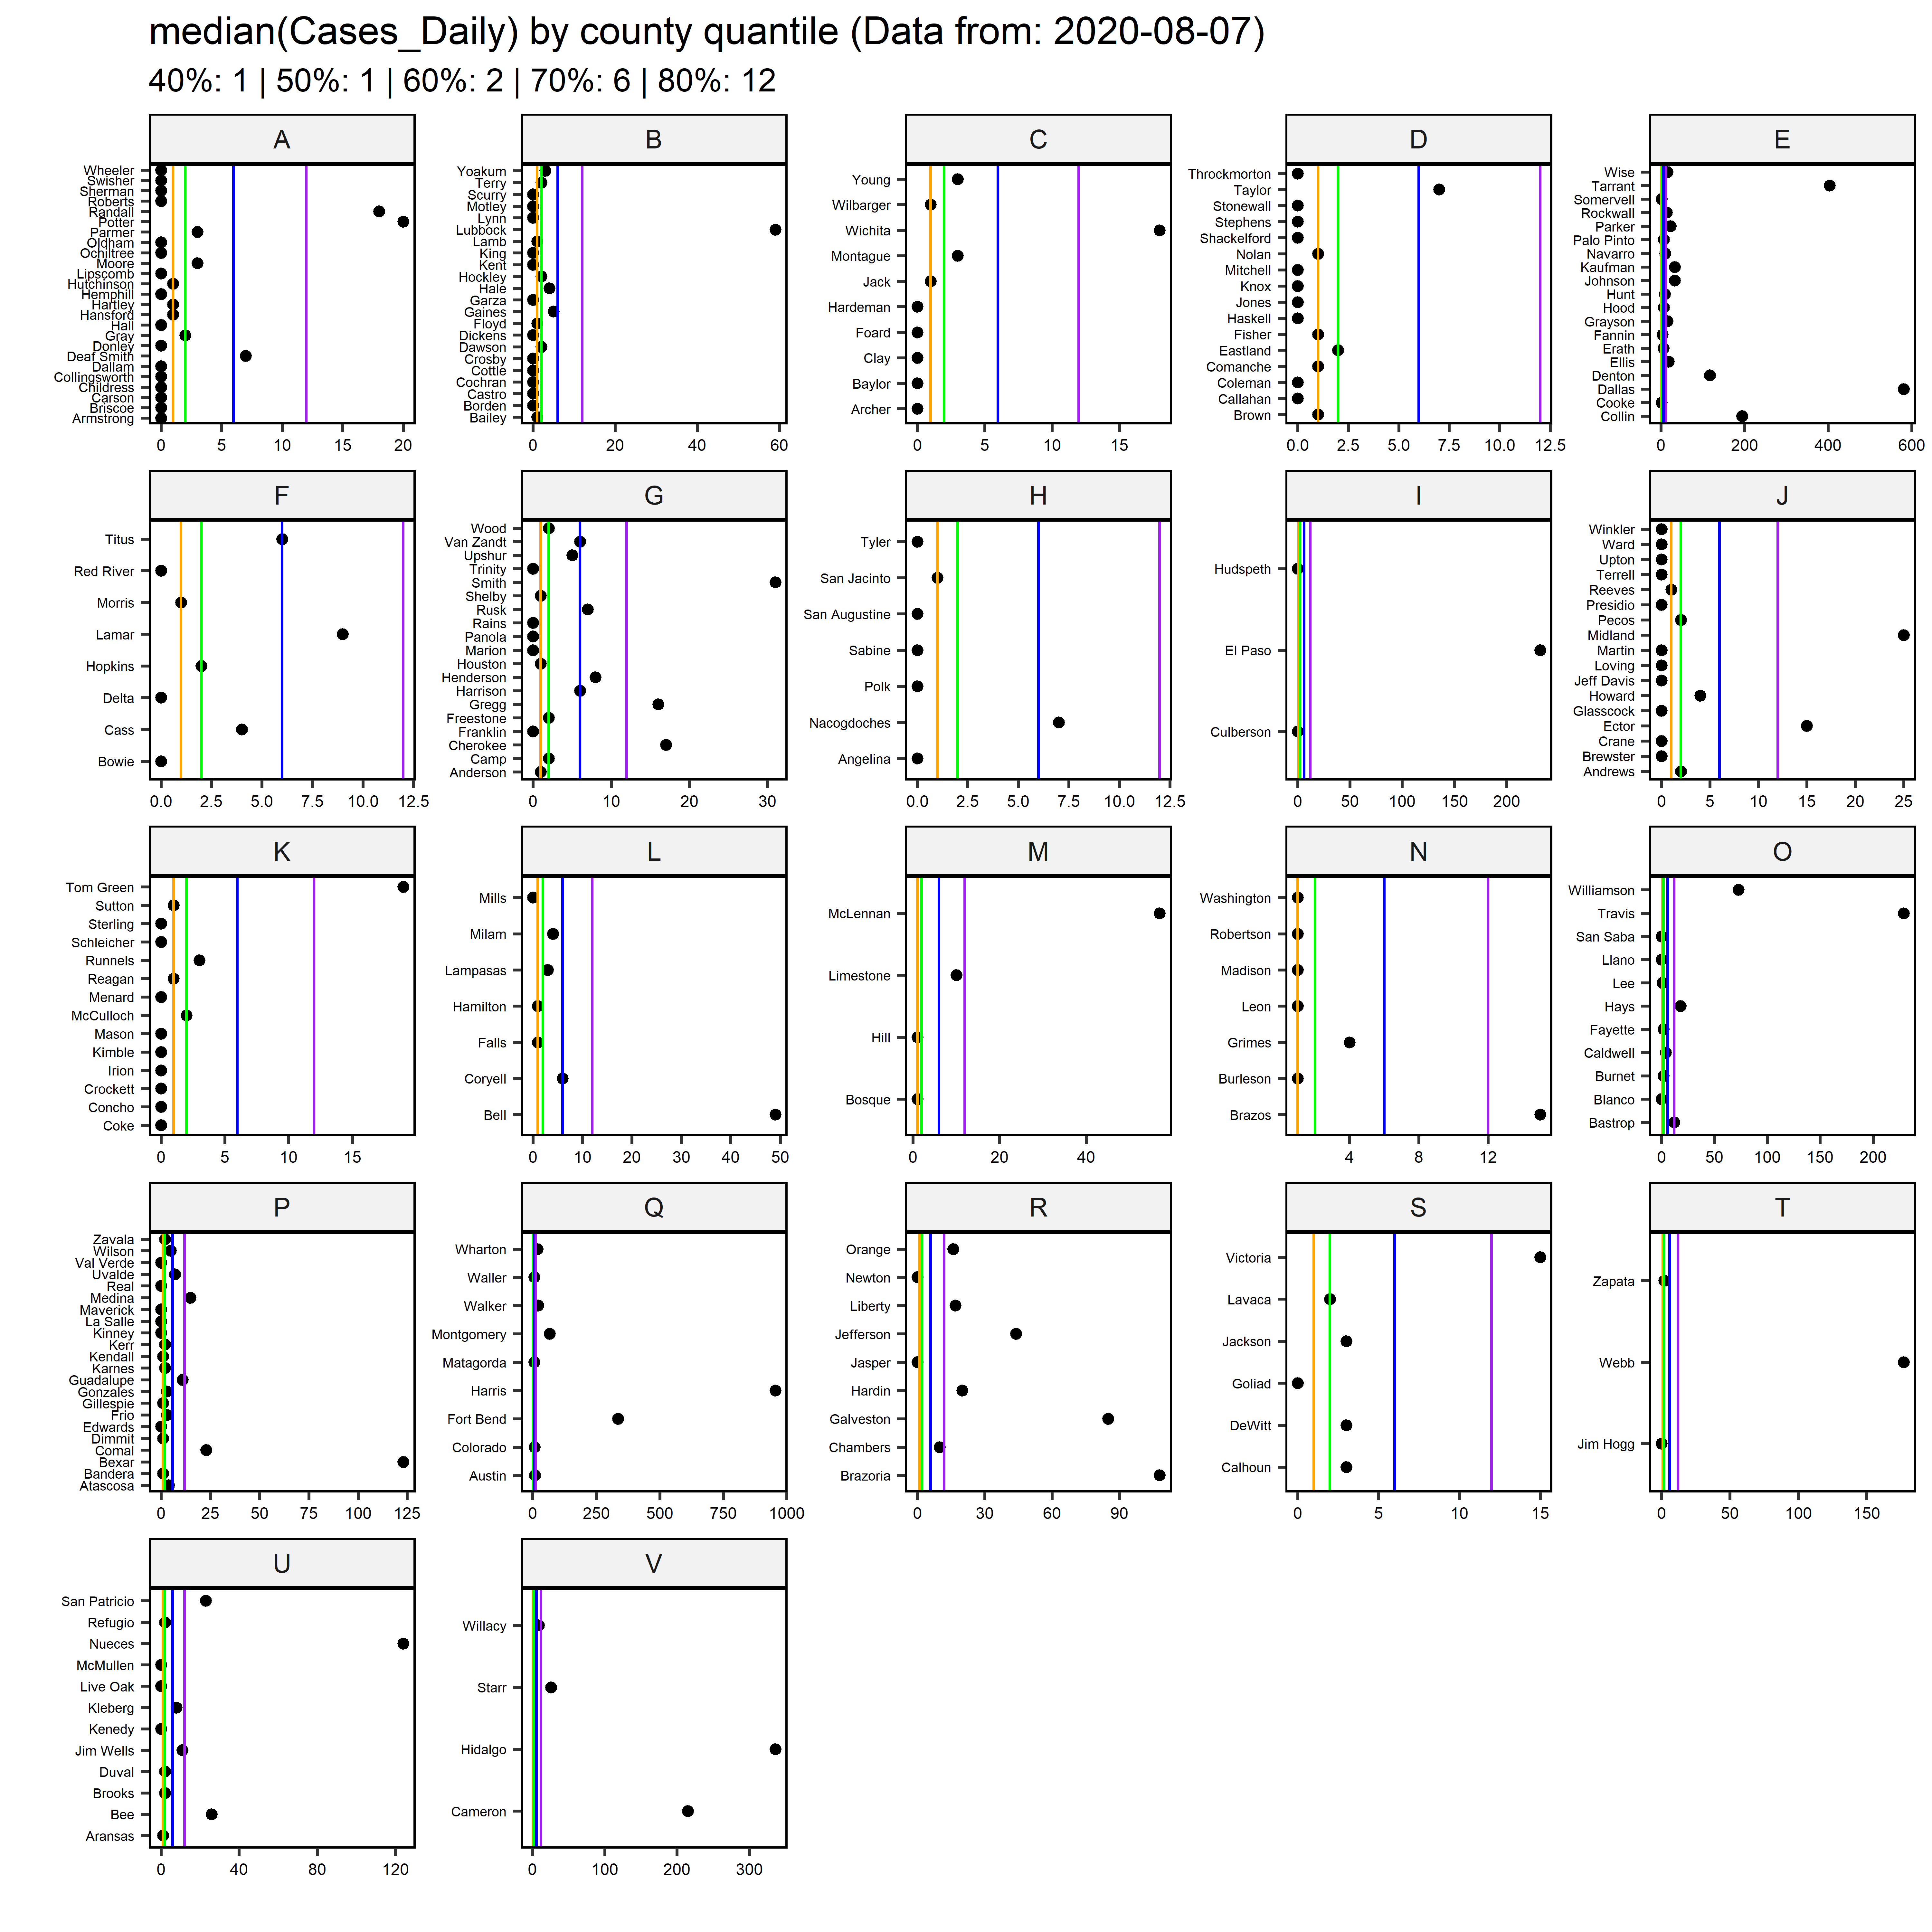 median(Cases_Daily) by county quantile (Data from: 2020-08-07)
40%: 1 | 50%: 1 | 60%: 2 | 70%: 6 | 80%: 12
A
Wheeler
Swisher
Sherman
Roberts
Randall
Potter
Parmer
Oldham
Ochiltree
Moore
Lipscomb
Hutchinson
Hemphill
Hartley
Hansford
Hall
Gray
Donley
Deaf Smith
Dallam
Collingsworth
Childress
Carson
Briscoe
Armstrong
0 5 10 15 20
B
Yoakum
Terry
Scurry
Motley
Lynn
Lubbock
Lamb
King
Kent
Hockley
Hale
Garza
Gaines
Floyd
Dickens
Dawson
Crosby
Cottle
Cochran
Castro
Borden
Bailey
0 20 40 60
C
Young
Wilbarger
Wichita
Montague
Jack
Hardeman
Foard
Clay
Baylor
Archer
0 5 10 15
D
Throckmorton
Taylor
Stonewall
Stephens
Shackelford
Nolan
Mitchell
Knox
Jones
Haskell
Fisher
Eastland
Comanche
Coleman
Callahan
Brown
0.0 2.5 5.0 7.5 10.0 12.5
E
Wise
Tarrant
Somervell
Rockwall
Parker
Palo Pinto
Navarro
Kaufman
Johnson
Hunt
Hood
Grayson
Fannin
Erath
Ellis
Denton
Dallas
Cooke
Collin
0 200 400 600
F
Titus
Red River
Morris
Lamar
Hopkins
Delta
Cass
Bowie
0.0 2.5 5.0 7.5 10.0 12.5
G
Wood
Van Zandt
Upshur
Trinity
Smith
Shelby
Rusk
Rains
Panola
Marion
Houston
Henderson
Harrison
Gregg
Freestone
Franklin
Cherokee
Camp
Anderson
0 10 20 30
H
Tyler
San Jacinto
San Augustine
Sabine
Polk
Nacogdoches
Angelina
0.0 2.5 5.0 7.5 10.0 12.5
I
Hudspeth
El Paso
Culberson
0 50 100 150 200
J
Winkler
Ward
Upton
Terrell
Reeves
Presidio
Pecos
Midland
Martin
Loving
Jeff Davis
Howard
Glasscock
Ector
Crane
Brewster
Andrews
0 5 10 15 20 25
K
Tom Green
Sutton
Sterling
Schleicher
Runnels
Reagan
Menard
McCulloch
Mason
Kimble
Irion
Crockett
Concho
Coke
0 5 10 15
L
Mills
Milam
Lampasas
Hamilton
Falls
Coryell
Bell
0 10 20 30 40 50
M
McLennan
Limestone
Hill
Bosque
0 20 40
N
Washington
Robertson
Madison
Leon
Grimes
Burleson
Brazos
4 8 12
O
Williamson
Travis
San Saba
Llano
Lee
Hays
Fayette
Caldwell
Burnet
Blanco
Bastrop
0 50 100 150 200
P
Zavala
Wilson
Val Verde
Uvalde
Real
Medina
Maverick
La Salle
Kinney
Kerr
Kendall
Karnes
Guadalupe
Gonzales
Gillespie
Frio
Edwards
Dimmit
Comal
Bexar
Bandera
Atascosa
0 25 50 75 100 125
Q
Wharton
Waller
Walker
Montgomery
Matagorda
Harris
Fort Bend
Colorado
Austin
0 250 500 750 1000
R
Orange
Newton
Liberty
Jefferson
Jasper
Hardin
Galveston
Chambers
Brazoria
0 30 60 90
S
Victoria
Lavaca
Jackson
Goliad
DeWitt
Calhoun
0 5 10 15
T
Zapata
Webb
Jim Hogg
0 50 100 150
U
San Patricio
Refugio
Nueces
McMullen
Live Oak
Kleberg
Kenedy
Jim Wells
Duval
Brooks
Bee
Aransas
0 40 80 120
V
Willacy
Starr
Hidalgo
Cameron
0 100 200 300